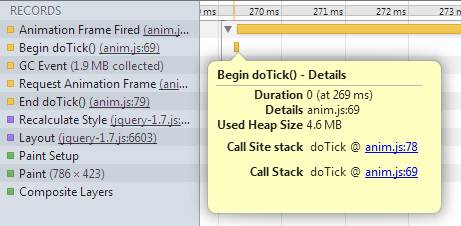 RECORDS
ms
270 ms
271 ms
272 ms
273 ms
Animation Frame Fired (anim.j...
Begin doTick() (anim.js:69)
GC Event (1.9 MB collected)
Request Animation Frame (anim.j...
End doTick() (anim.js:79)
Recalculate Style (jquery-1.7.js:...
Layout (jquery-1.7.js:6603)
Paint Setup
Paint (786 × 423)
Composite Layers
Begin doTick() - Details
Duration 0 (at 269 ms)
Details anim.js:69
Used Heap Size 4.6 MB
Call Site stack doTick @ anim.js:78
Call Stack doTick @ anim.js:69